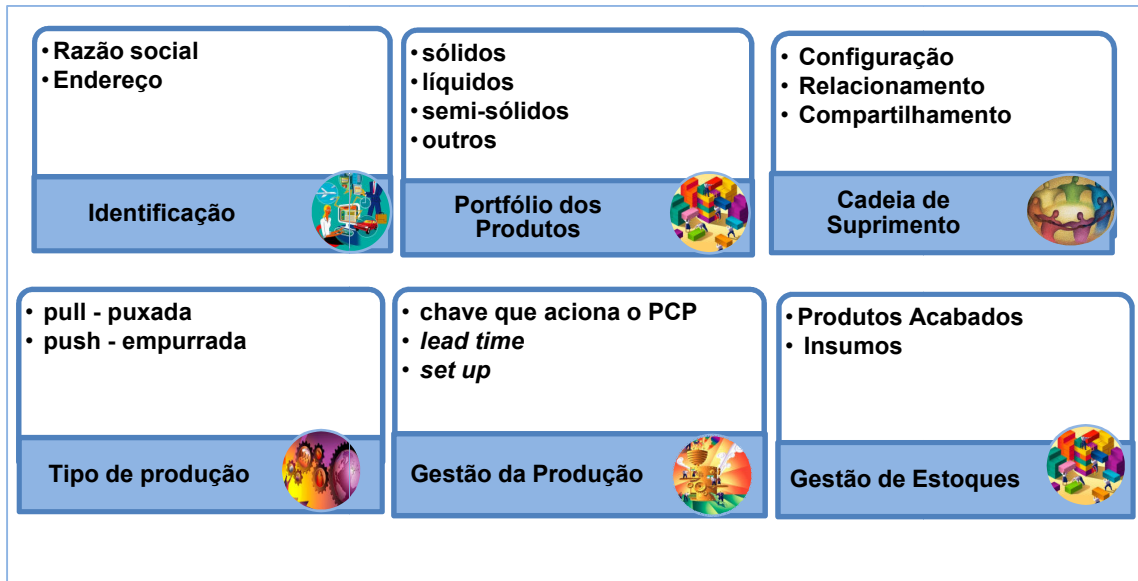 • Razão social
• Endereço
Identificação
• sólidos
• líquidos
• semi-sólidos
• outros
Portfólio dos
Produtos
• Configuração
• Relacionamento
• Compartilhamento
Cadeia de
Suprimento
• pull - puxada
• push - empurrada
Tipo de produção
• chave que aciona o PCP
• lead time
• set up
Gestão da Produção
• Produtos Acabados
• Insumos
Gestão de Estoques